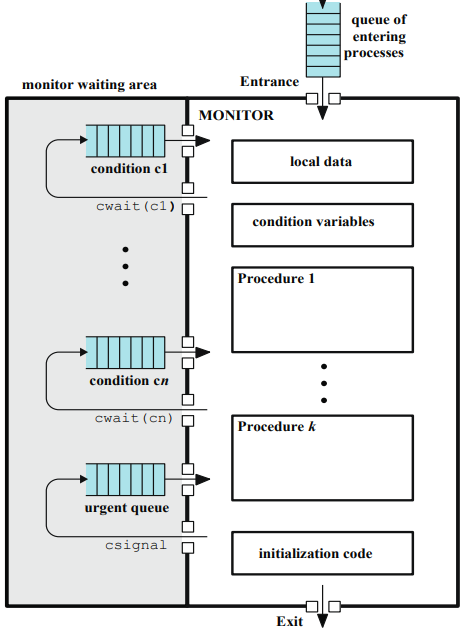 queue of
entering
processes
Entrance
monitor waiting area
MONITOR
condition c1
cwait(c1)
local data
condition variables
Procedure 1
condition cn
cwait(cn)
Procedure k
urgent queue
csignal
initialization code
Exit